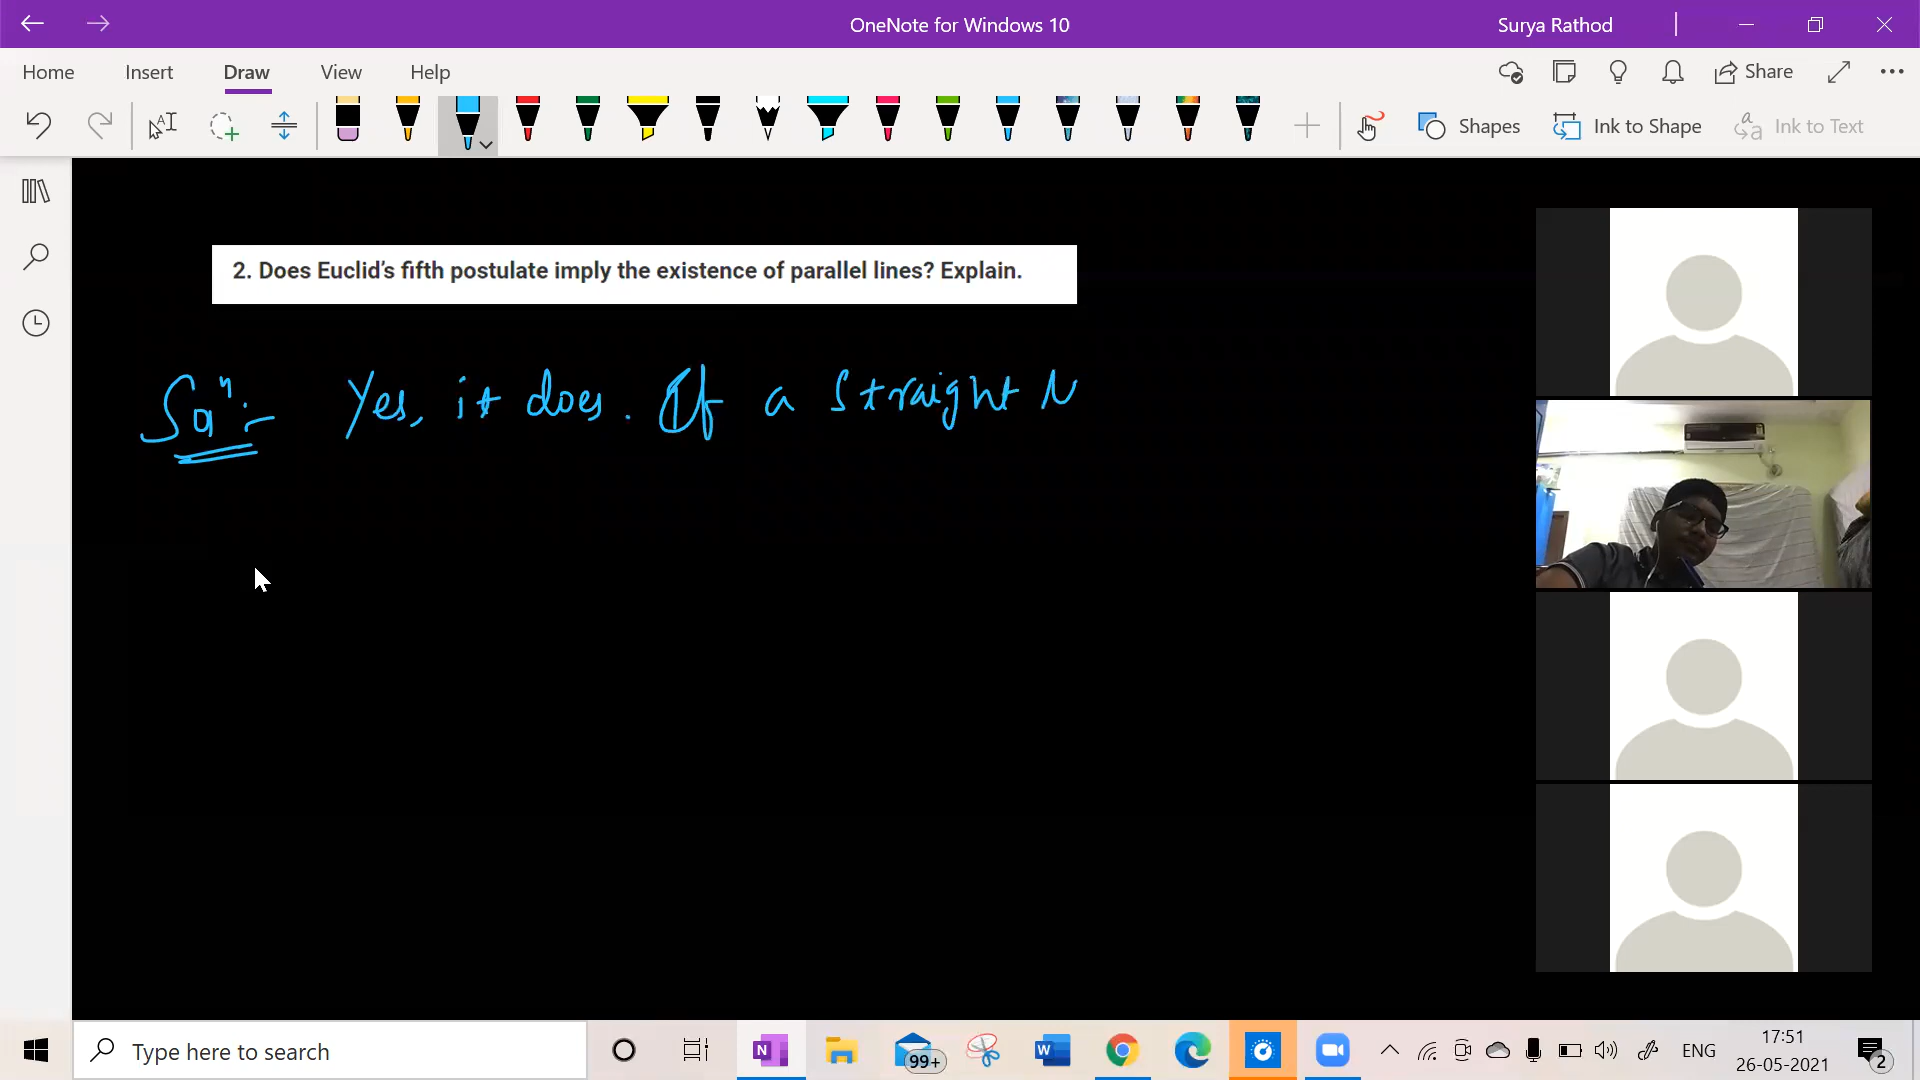 OneNote for Windows 10
Surya Rathod
Home Insert Draw View Help
Share
Shapes Ink to Shape Ink to Text
2. Does Euclid's fifth postulate imply the existence of parallel lines? Explain.
Yes, it does. If a straight
Type here to search
99+
ENG
17:51
26-05-2021
2